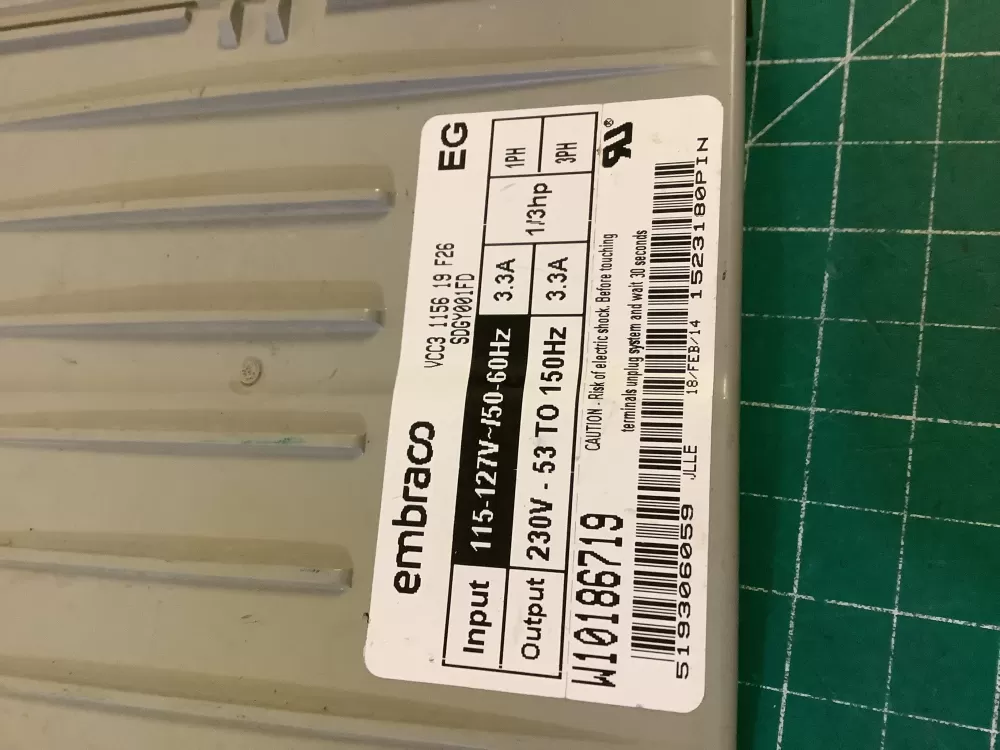 embraco
EG
VCC3 1156 19 F26
SDGY001FD
Input 115-127V~/50-60Hz 3.3A 1/3hp 1PH
Output 230V - 53 TO 150Hz 3.3A 3PH
W10186719
CAUTION - Risk of electric shock. Before touching
terminals unplug system and wait 30 seconds
519306059 JLLE 18/FEB/14 1523180PIN